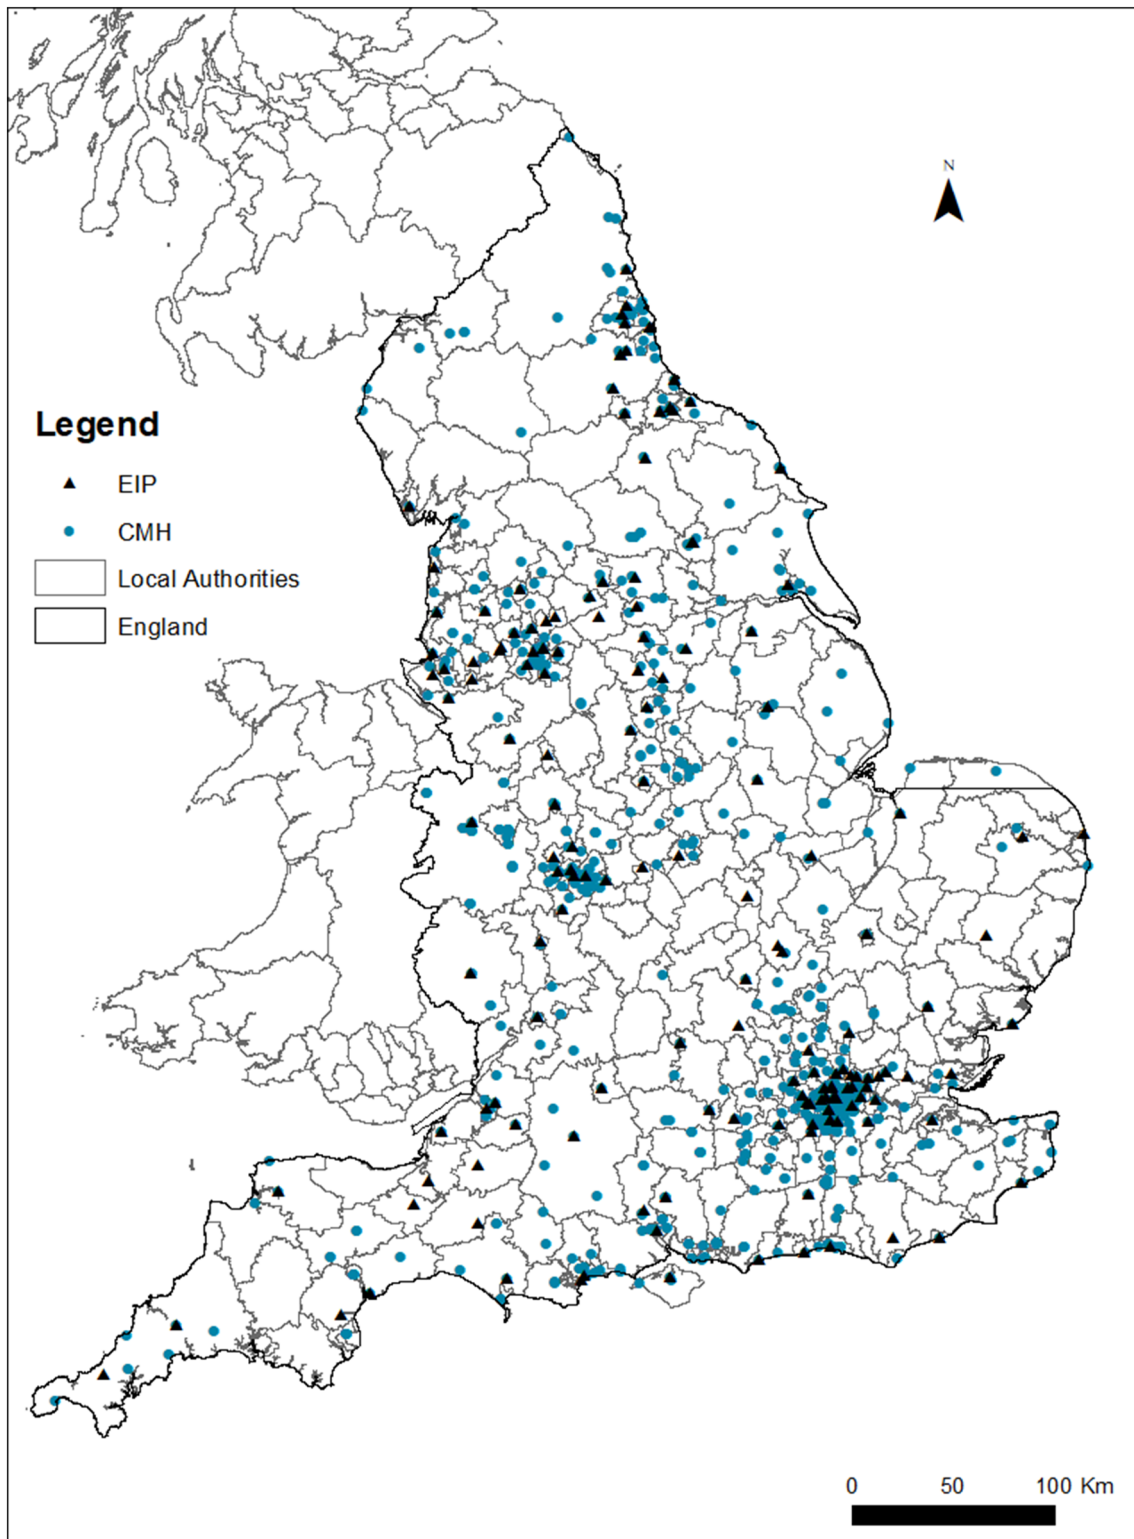 N
Legend
EIP
CMH
Local Authorities
England
0 50 100 Km